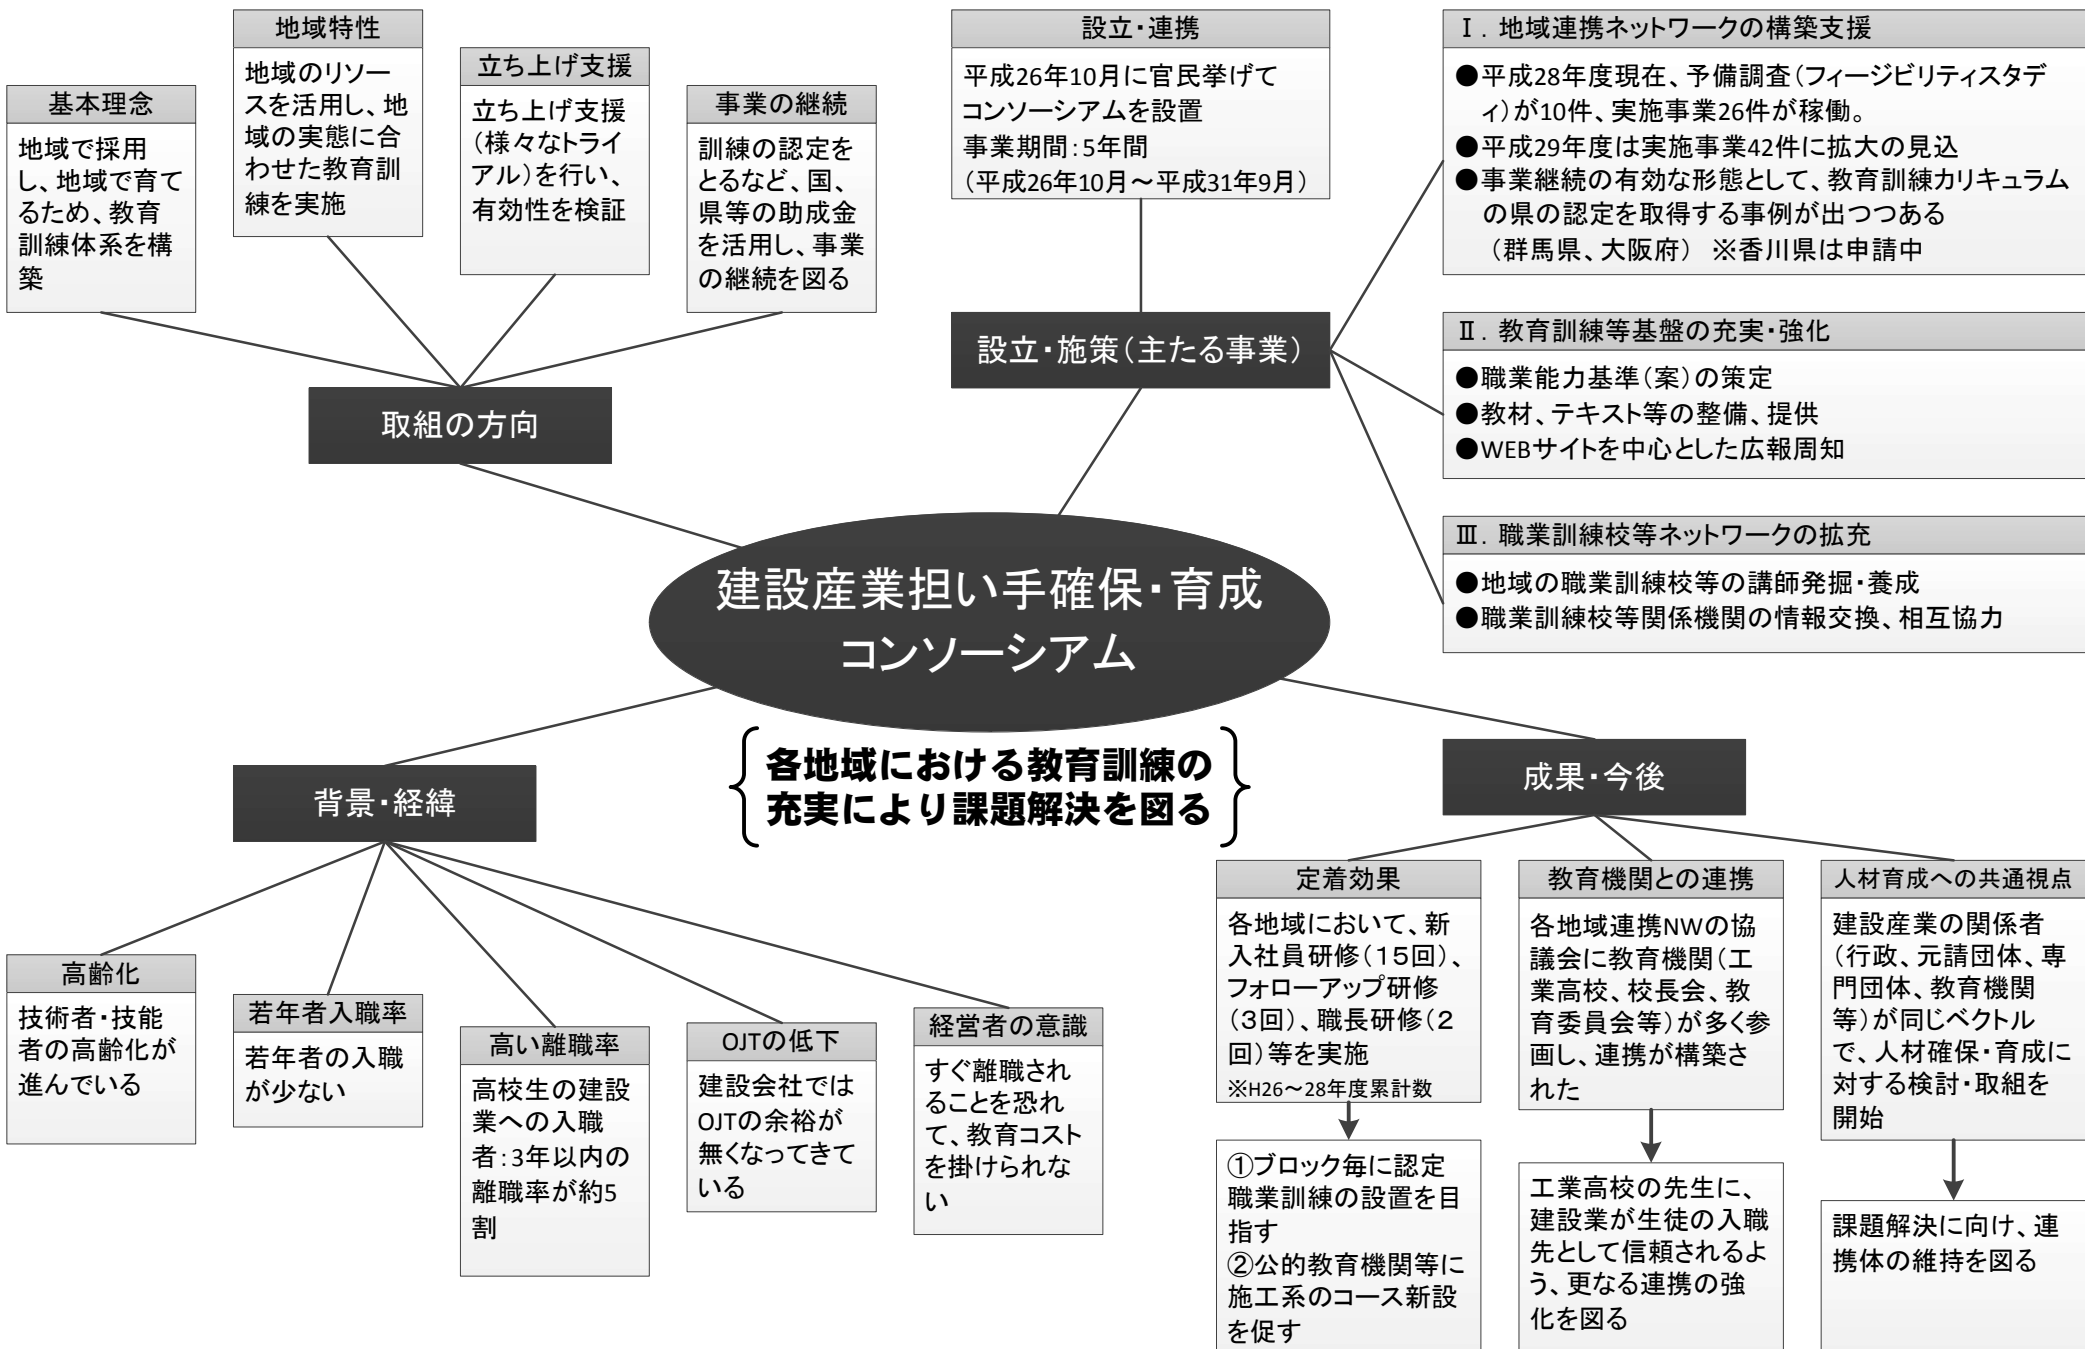 地域特性
地域のリソー
スを活用し、地
域の実態に合
わせた教育訓
練を実施
立ち上げ支援
立ち上げ支援
（様々なトライ
アル）を行い、
有効性を検証
基本理念
地域で採用
し、地域で育て
るため、教育
訓練体系を構
築
事業の継続
訓練の認定を
とるなど、国、
県等の助成金
を活用し、事業
の継続を図る
取組の方向
設立・連携
平成26年10月に官民挙げて
コンソーシアムを設置
事業期間：5年間
（平成26年10月～平成31年9月）
設立・施策（主たる事業）
Ⅰ．地域連携ネットワークの構築支援
●平成28年度現在、予備調査（フィージビリティスタデ
ィ）が10件、実施事業26件が稼働。
●平成29年度は実施事業42件に拡大の見込
●事業継続の有効な形態として、教育訓練カリキュラム
の県の認定を取得する事例が出つつある
（群馬県、大阪府） ※香川県は申請中
Ⅱ．教育訓練等基盤の充実・強化
●職業能力基準（案）の策定
●教材、テキスト等の整備、提供
●WEBサイトを中心とした広報周知
Ⅲ．職業訓練校等ネットワークの拡充
●地域の職業訓練校等の講師発掘・養成
●職業訓練校等関係機関の情報交換、相互協力
建設産業担い手確保・育成
コンソーシアム
各地域における教育訓練の
充実により課題解決を図る
背景・経緯
高齢化
技術者・技能
者の高齢化が
進んでいる
若年者入職率
若年者の入職
が少ない
高い離職率
高校生の建設
業への入職
者：3年以内の
離職率が約5
割
OJTの低下
建設会社では
OJTの余裕が
無くなってきて
いる
経営者の意識
すぐ離職され
ることを恐れ
て、教育コスト
を掛けられな
い
成果・今後
定着効果
各地域において、新
入社員研修（１５回）、
フォローアップ研修
（３回）、職長研修（２
回）等を実施
※H26～28年度累計数
①ブロック毎に認定
職業訓練の設置を目
指す
②公的教育機関等に
施工系のコース新設
を促す
教育機関との連携
各地域連携NWの協
議会に教育機関（工
業高校、校長会、教
育委員会等）が多く参
画し、連携が構築さ
れた
工業高校の先生に、
建設業が生徒の入職
先として信頼されるよ
う、更なる連携の強
化を図る
人材育成への共通視点
建設産業の関係者
（行政、元請団体、専
門団体、教育機関
等）が同じベクトル
で、人材確保・育成に
対する検討・取組を
開始
課題解決に向け、連
携体の維持を図る